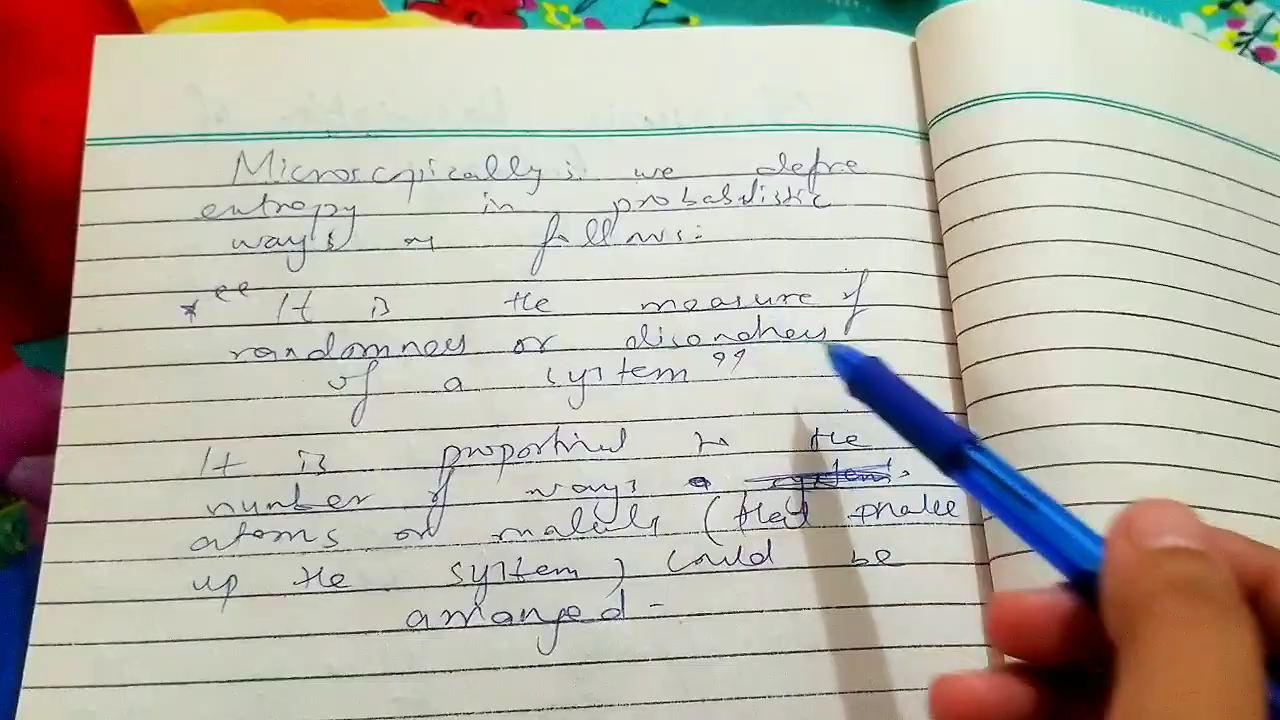 Microscopically; we define
entropy in probabilistic
ways as follows:
* "It is the measure of
randomness or disorder
of a system"
It is proportional to the
number of ways
atoms or molecules (that make
up the system) could be
arranged -